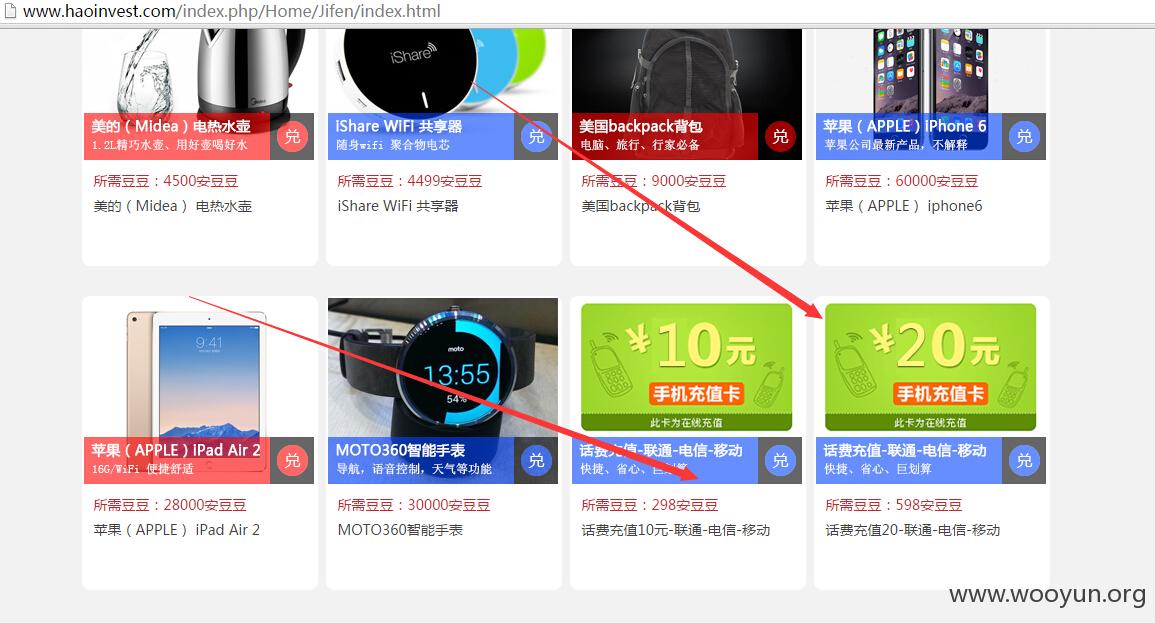 www.haoinvest.com/index.php/Home/Jifen/index.html
iShare
美的（Midea）电热水壶
1.2L精巧水壶、用好壶喝好水
兑
iShare WiFi 共享器
随身wifi 聚合物电芯
兑
美国backpack背包
电脑、旅行、行家必备
兑
苹果（APPLE）iPhone 6
苹果公司最新产品，不解释
兑
所需豆豆：4500安豆豆
美的（Midea） 电热水壶
所需豆豆：4499安豆豆
iShare WiFi 共享器
所需豆豆：9000安豆豆
美国backpack背包
所需豆豆：60000安豆豆
苹果（APPLE） iphone6
9:41
苹果（APPLE）iPad Air 2
16G/WiFi 便捷舒适
兑
moto
13:55
54%
MOTO360智能手表
导航，语音控制，天气等功能
兑
¥10元
手机充值卡
此卡为在线充值
话费充值-联通-电信-移动
快捷、省心、巨划算
兑
¥20元
手机充值卡
此卡为在线充值
话费充值-联通-电信-移动
快捷、省心、巨划算
兑
所需豆豆：28000安豆豆
苹果（APPLE） iPad Air 2
所需豆豆：30000安豆豆
MOTO360智能手表
所需豆豆：298安豆豆
话费充值10元-联通-电信-移动
所需豆豆：598安豆豆
话费充值20-联通-电信-移动
www.wooyun.org